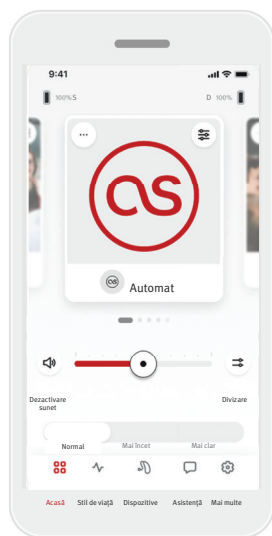 9:41
100% S
D 100%
Automat
Dezactivare
sunet
Divizare
Normal
Mai încet
Mai clar
Acasă
Stil de viață
Dispozitive
Asistență
Mai multe